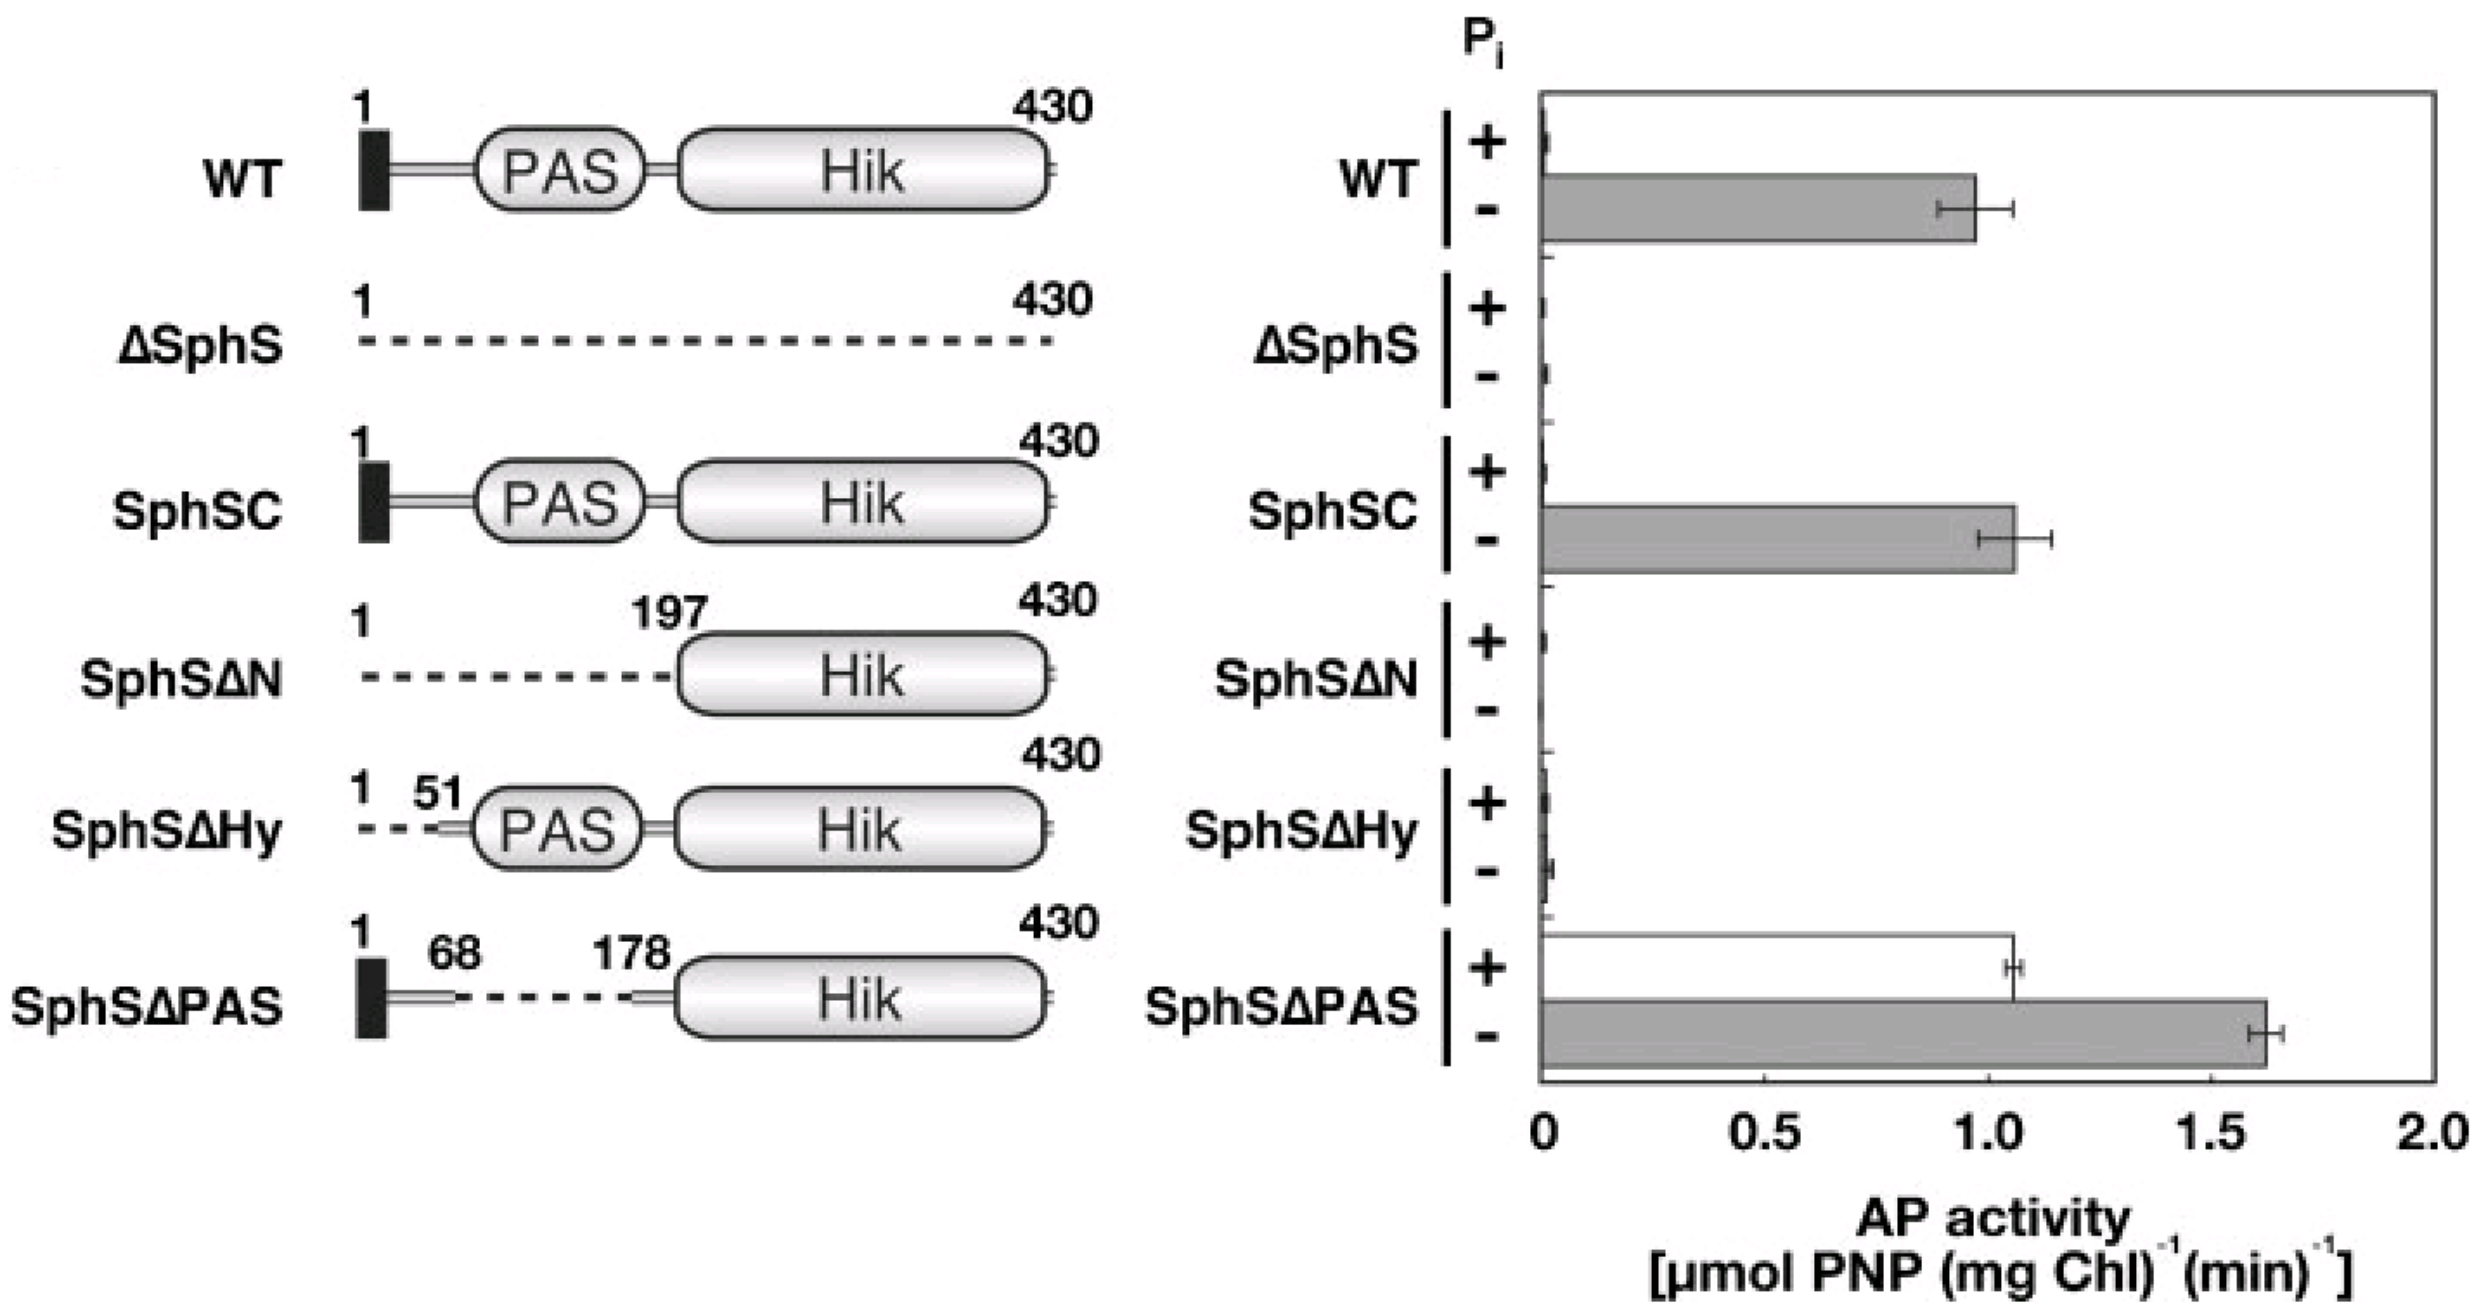 P i
1 430
WT PAS Hik WT + -
1 430
ΔSphS ΔSphS + -
1 430
SphSC PAS Hik SphSC + -
1 197 430
SphSΔN Hik SphSΔN + -
1 51 430
SphSΔHy PAS Hik SphSΔHy + -
1 68 178 430
SphSΔPAS Hik SphSΔPAS + -
0 0.5 1.0 1.5 2.0
AP activity
[μmol PNP (mg Chl)⁻¹(min)⁻¹]